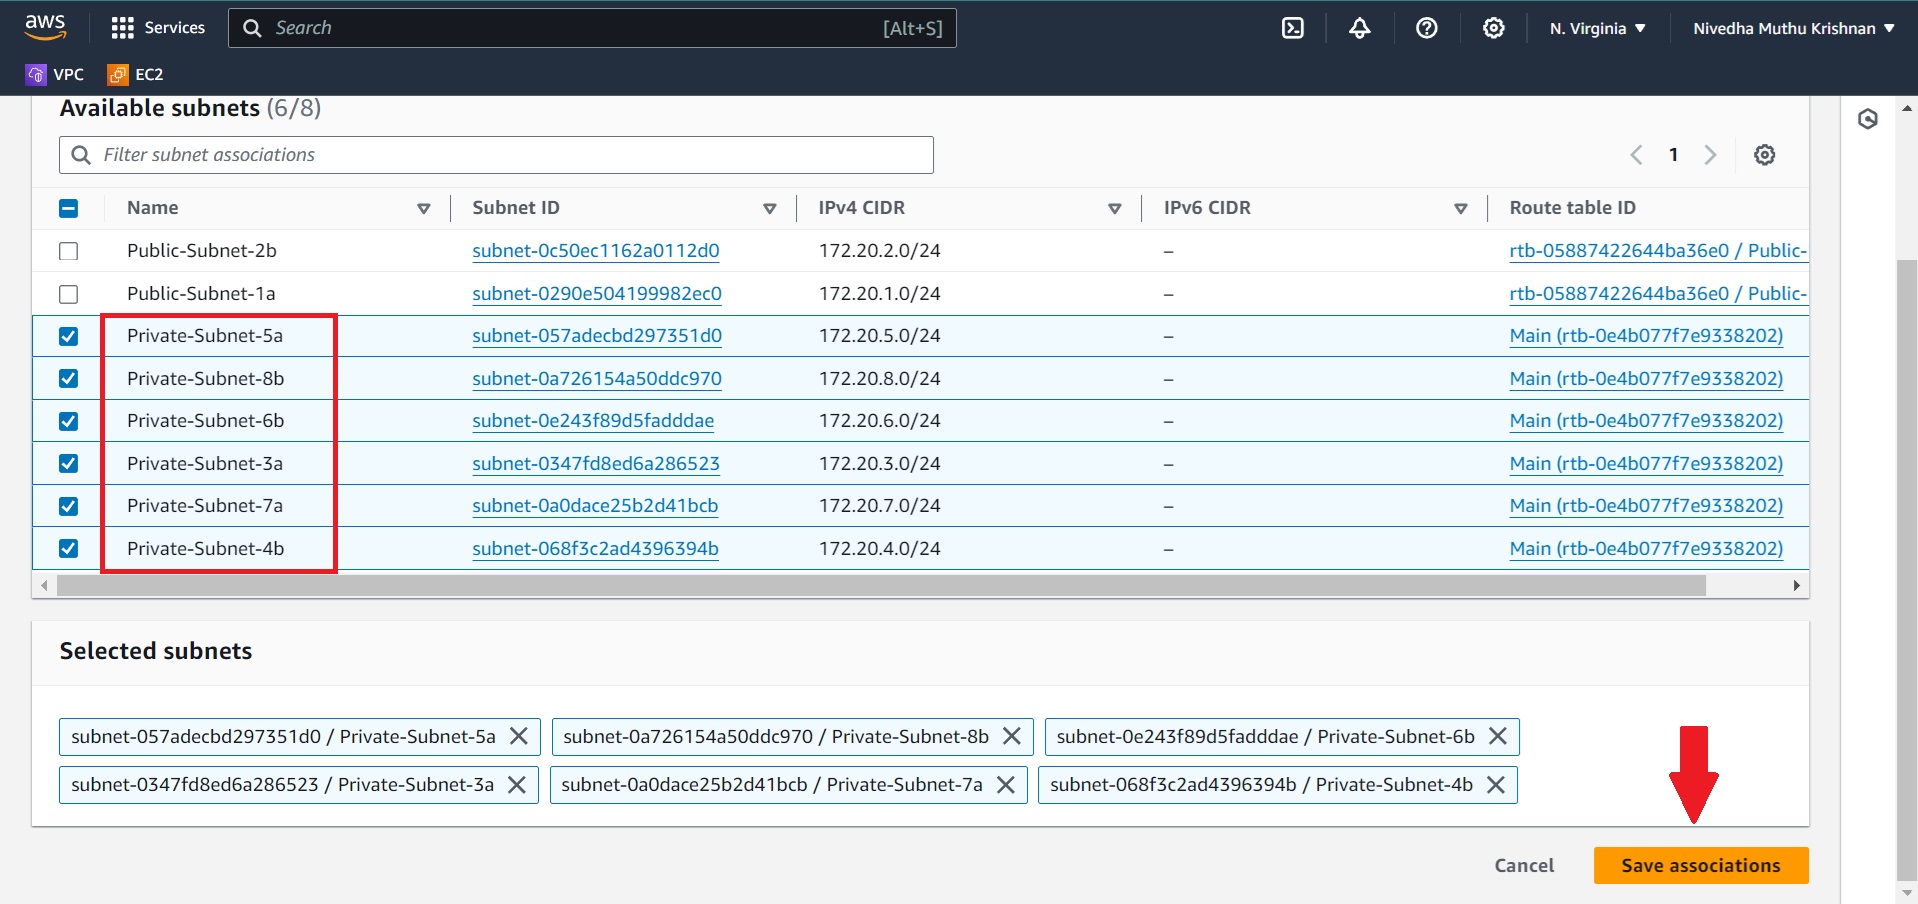 aws Services Search [Alt+S] N. Virginia Nivedha Muthu Krishnan
VPC EC2
Available subnets (6/8)
Filter subnet associations 1
Name Subnet ID IPv4 CIDR IPv6 CIDR Route table ID
Public-Subnet-2b subnet-0c50ec1162a0112d0 172.20.2.0/24 – rtb-05887422644ba36e0 / Public-
Public-Subnet-1a subnet-0290e504199982ec0 172.20.1.0/24 – rtb-05887422644ba36e0 / Public-
Private-Subnet-5a subnet-057adecbd297351d0 172.20.5.0/24 – Main (rtb-0e4b077f7e9338202)
Private-Subnet-8b subnet-0a726154a50ddc970 172.20.8.0/24 – Main (rtb-0e4b077f7e9338202)
Private-Subnet-6b subnet-0e243f89d5fadddae 172.20.6.0/24 – Main (rtb-0e4b077f7e9338202)
Private-Subnet-3a subnet-0347fd8ed6a286523 172.20.3.0/24 – Main (rtb-0e4b077f7e9338202)
Private-Subnet-7a subnet-0a0dace25b2d41bcb 172.20.7.0/24 – Main (rtb-0e4b077f7e9338202)
Private-Subnet-4b subnet-068f3c2ad4396394b 172.20.4.0/24 – Main (rtb-0e4b077f7e9338202)
Selected subnets
subnet-057adecbd297351d0 / Private-Subnet-5a subnet-0a726154a50ddc970 / Private-Subnet-8b subnet-0e243f89d5fadddae / Private-Subnet-6b
subnet-0347fd8ed6a286523 / Private-Subnet-3a subnet-0a0dace25b2d41bcb / Private-Subnet-7a subnet-068f3c2ad4396394b / Private-Subnet-4b
Cancel Save associations